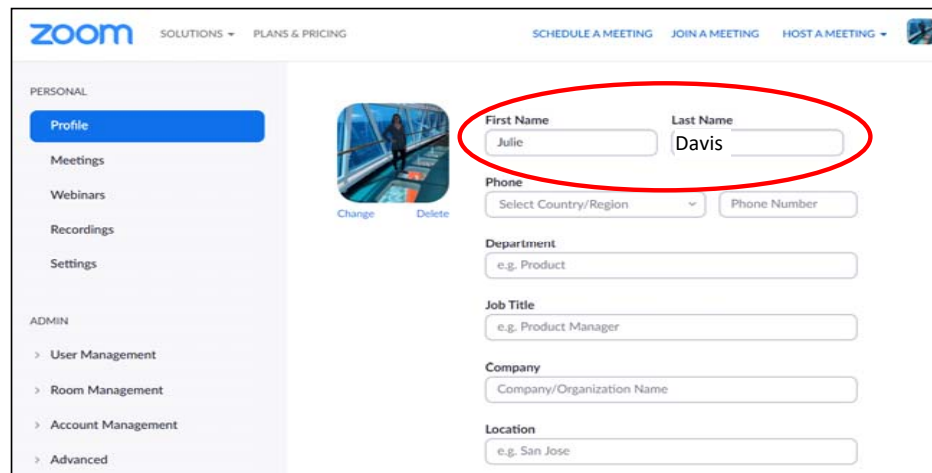 zoom SOLUTIONS PLANS & PRICING SCHEDULE A MEETING JOIN A MEETING HOST A MEETING
PERSONAL
Profile
Meetings
Webinars
Recordings
Settings
ADMIN
> User Management
> Room Management
> Account Management
> Advanced
Change Delete
First Name Last Name
Julie Davis
Phone
Select Country/Region Phone Number
Department
e.g. Product
Job Title
e.g. Product Manager
Company
Company/Organization Name
Location
e.g. San Jose